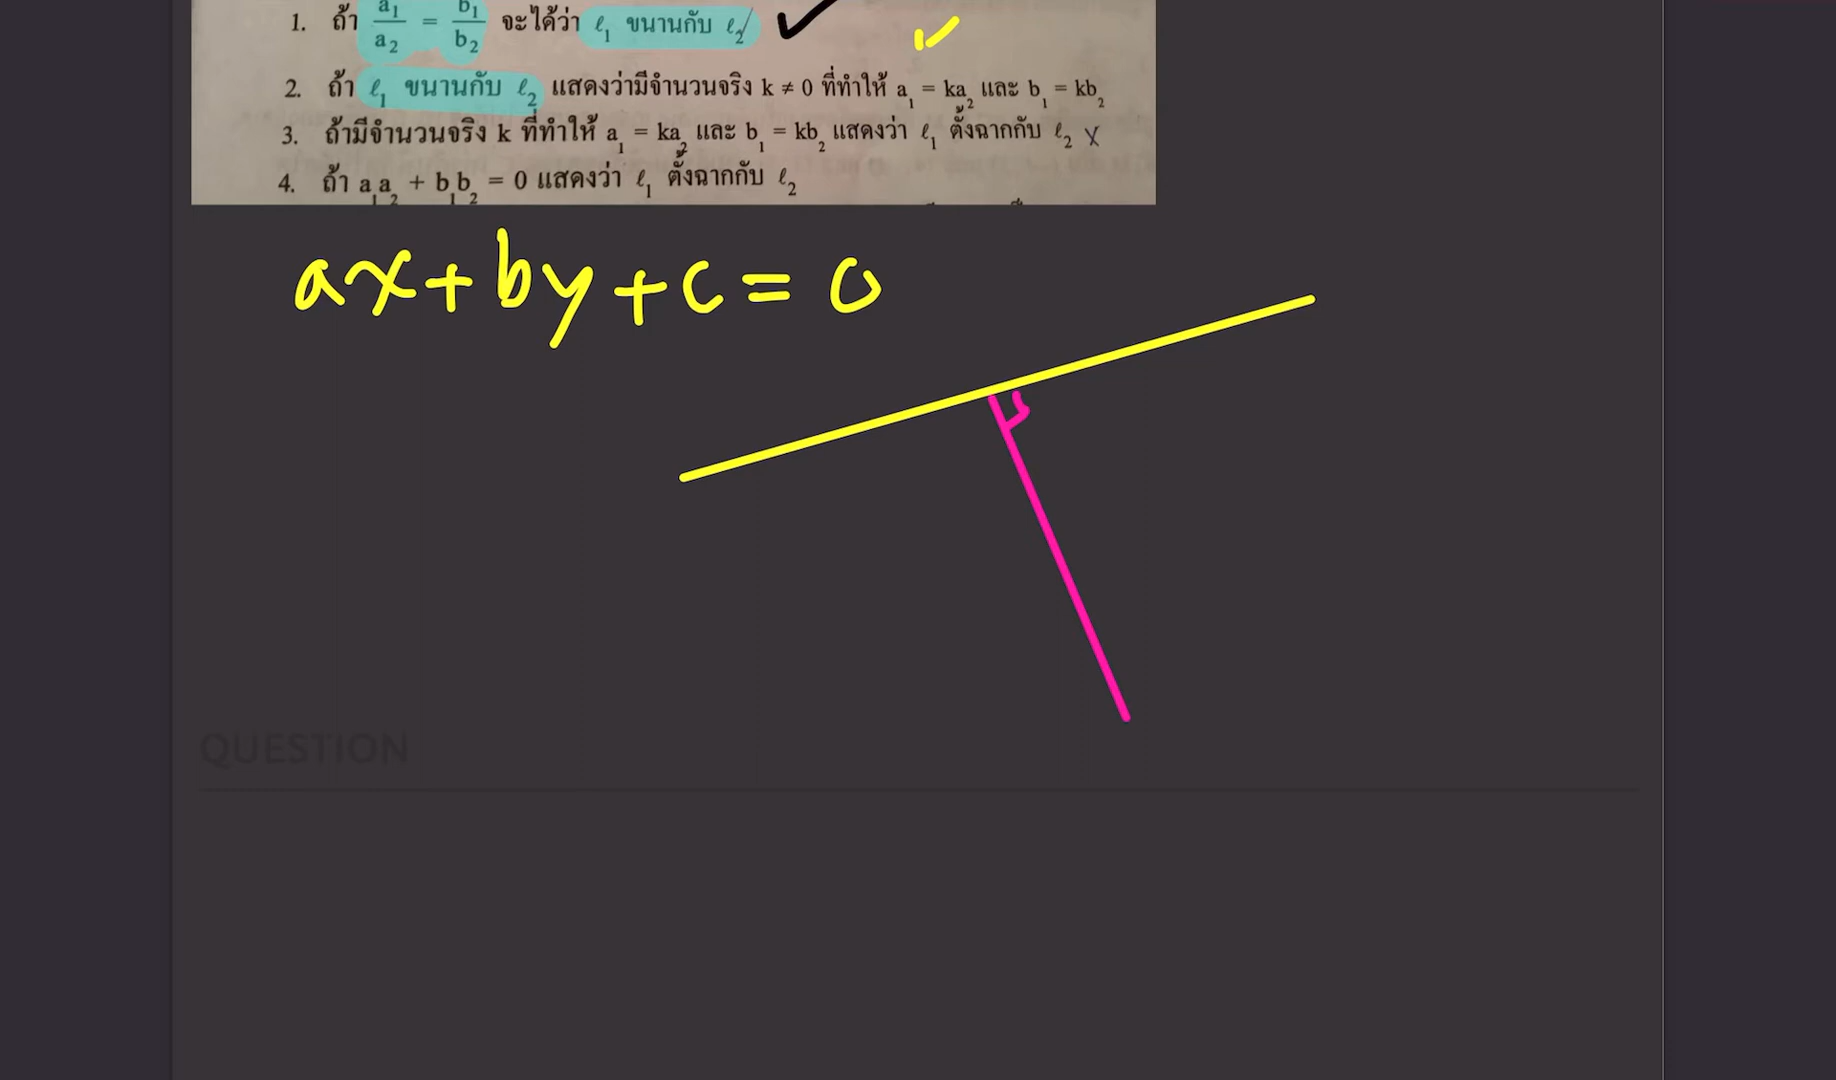 1. ถ้า a1/a2 = b1/b2 จะได้ว่า ℓ1 ขนานกับ ℓ2
2. ถ้า ℓ1 ขนานกับ ℓ2 แสดงว่ามีจำนวนจริง k ≠ 0 ที่ทำให้ a1 = ka2 และ b1 = kb2
3. ถ้ามีจำนวนจริง k ที่ทำให้ a1 = ka2 และ b1 = kb2 แสดงว่า ℓ1 ตั้งฉากกับ ℓ2 X
4. ถ้า a1a2 + b1b2 = 0 แสดงว่า ℓ1 ตั้งฉากกับ ℓ2
ax+by+c=0
QUESTION